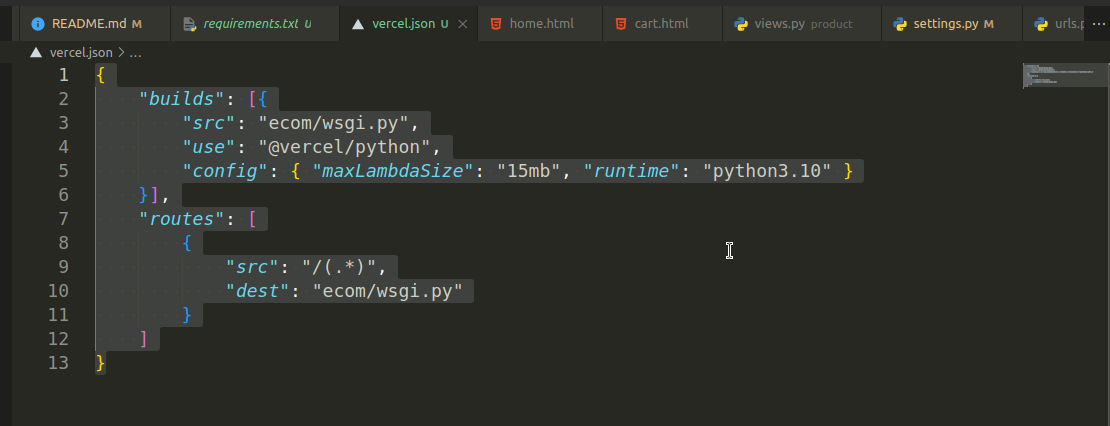 README.md M requirements.txt U vercel.json U home.html cart.html views.py product settings.py M urls.p ...
vercel.json > ...
1 {
2 "builds": [{
3 "src": "ecom/wsgi.py",
4 "use": "@vercel/python",
5 "config": { "maxLambdaSize": "15mb", "runtime": "python3.10" }
6 }],
7 "routes": [
8 {
9 "src": "/(.*)",
10 "dest": "ecom/wsgi.py"
11 }
12 ]
13 }